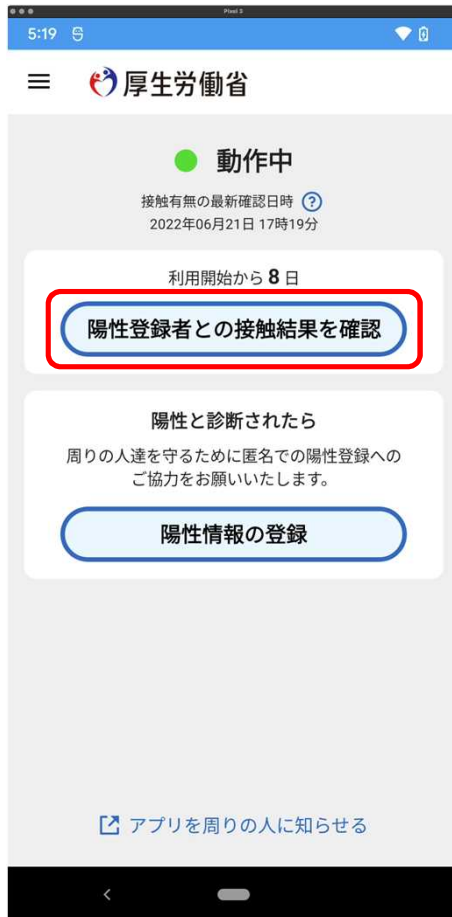 Pixel 3
5:19
厚生労働省
動作中
接触有無の最新確認日時 ?
2022年06月21日 17時19分
利用開始から 8 日
陽性登録者との接触結果を確認
陽性と診断されたら
周りの人達を守るために匿名での陽性登録への
ご協力をお願いいたします。
陽性情報の登録
アプリを周りの人に知らせる